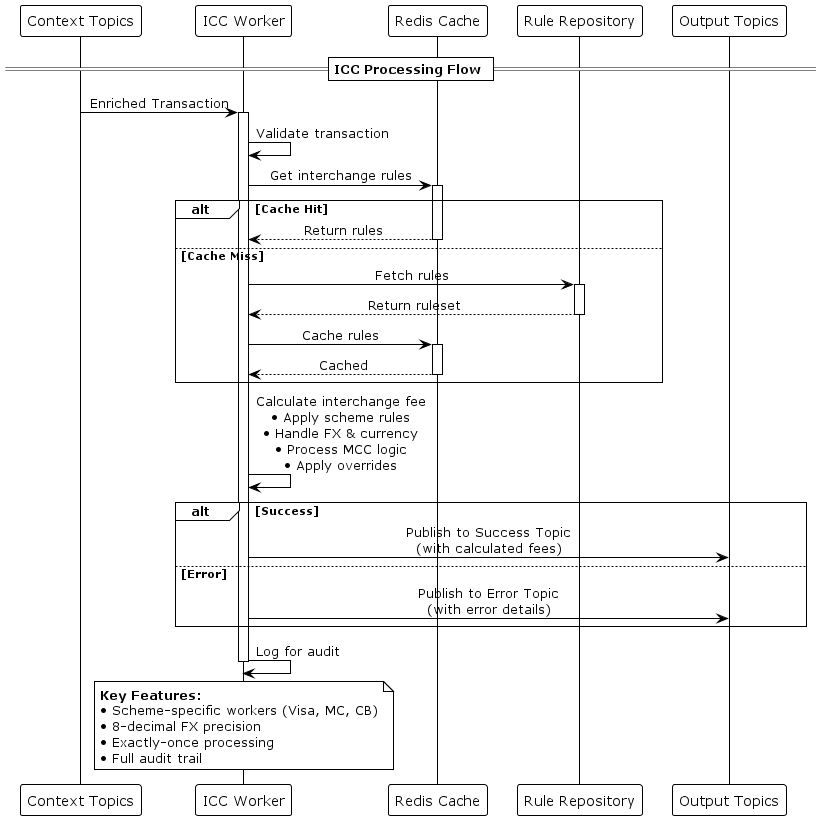 Context Topics
ICC Worker
Redis Cache
Rule Repository
Output Topics
ICC Processing Flow
Enriched Transaction
Validate transaction
Get interchange rules
alt
[Cache Hit]
Return rules
[Cache Miss]
Fetch rules
Return ruleset
Cache rules
Cached
Calculate interchange fee
• Apply scheme rules
• Handle FX & currency
• Process MCC logic
• Apply overrides
alt
[Success]
Publish to Success Topic
(with calculated fees)
[Error]
Publish to Error Topic
(with error details)
Log for audit
Key Features:
• Scheme-specific workers (Visa, MC, CB)
• 8-decimal FX precision
• Exactly-once processing
• Full audit trail
Context Topics
ICC Worker
Redis Cache
Rule Repository
Output Topics